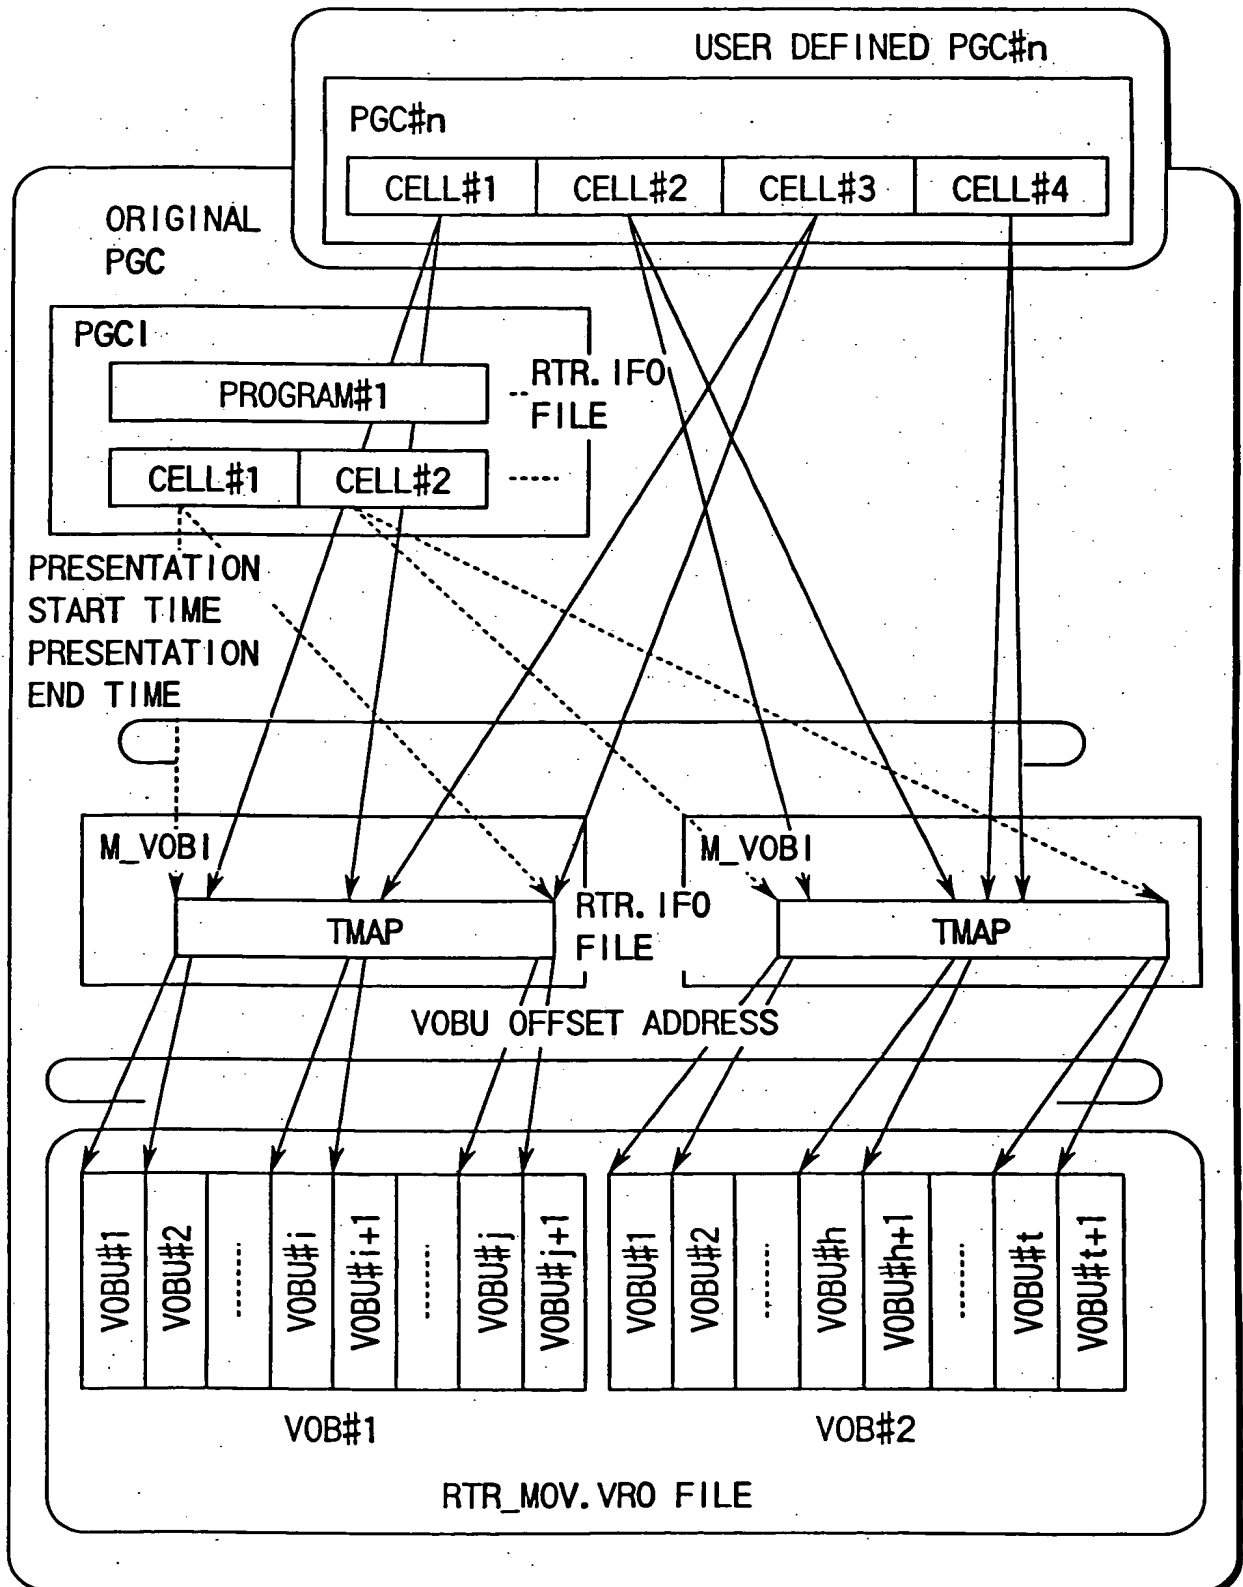 USER DEFINED PGC#n
PGC#n
CELL#1 CELL#2 CELL#3 CELL#4
ORIGINAL
PGC
PGCI
PROGRAM#1
RTR.IFO
FILE
CELL#1 CELL#2
PRESENTATION
START TIME
PRESENTATION
END TIME
M_VOBI
M_VOBI
TMAP
RTR.IFO
FILE
TMAP
VOBU OFFSET ADDRESS
VOBU#1
VOBU#2
VOBU#i
VOBU#i+1
VOBU#j
VOBU#j+1
VOBU#1
VOBU#2
VOBU#h
VOBU#h+1
VOBU#t
VOBU#t+1
VOB#1
VOB#2
RTR_MOV.VRO FILE